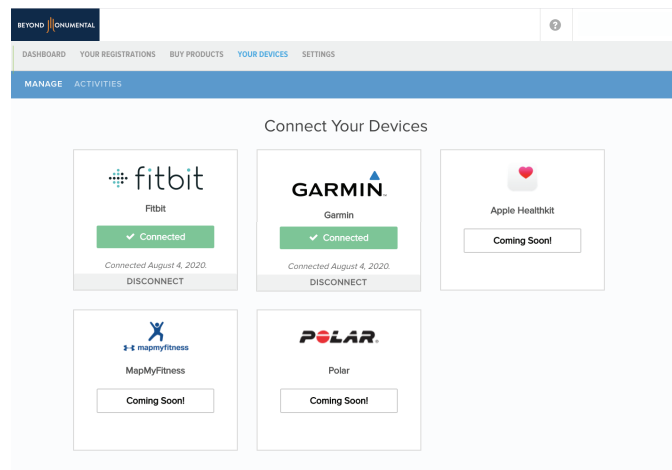 BEYOND MONUMENTAL
?
DASHBOARD YOUR REGISTRATIONS BUY PRODUCTS YOUR DEVICES SETTINGS
MANAGE ACTIVITIES
Connect Your Devices
fitbit
Fitbit
✓ Connected
Connected August 4, 2020.
DISCONNECT
GARMIN
Garmin
✓ Connected
Connected August 4, 2020.
DISCONNECT
Apple Healthkit
Coming Soon!
mapmyfitness
MapMyFitness
Coming Soon!
POLAR
Polar
Coming Soon!